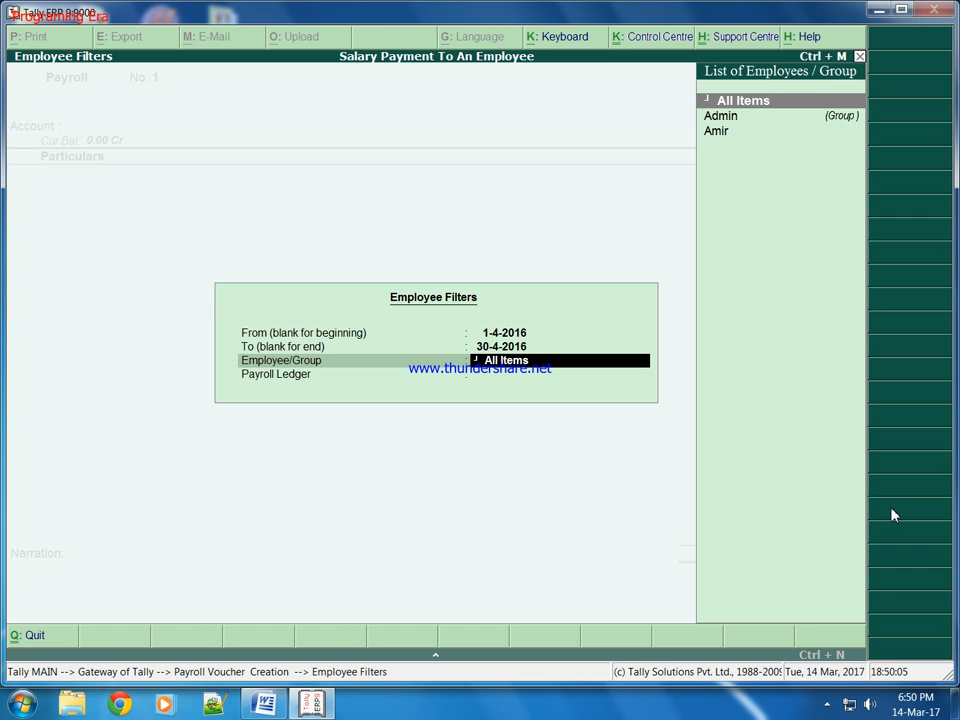 Tally.ERP 9:9000
Programing Era
P: Print E: Export M: E-Mail O: Upload G: Language K: Keyboard K: Control Centre H: Support Centre H: Help
Employee Filters Salary Payment To An Employee Ctrl + M
Payroll No. 1
Account :
Cur Bal: 0.00 Cr
Particulars
List of Employees / Group
┘ All Items
Admin (Group)
Amir
Employee Filters
From (blank for beginning) : 1-4-2016
To (blank for end) : 30-4-2016
Employee/Group : ┘ All Items
www.thundershare.net
Payroll Ledger :
Narration:
Q: Quit
Ctrl + N
Tally MAIN --> Gateway of Tally --> Payroll Voucher Creation --> Employee Filters (c) Tally Solutions Pvt. Ltd., 1988-2009 Tue, 14 Mar, 2017 18:50:05
6:50 PM
14-Mar-17